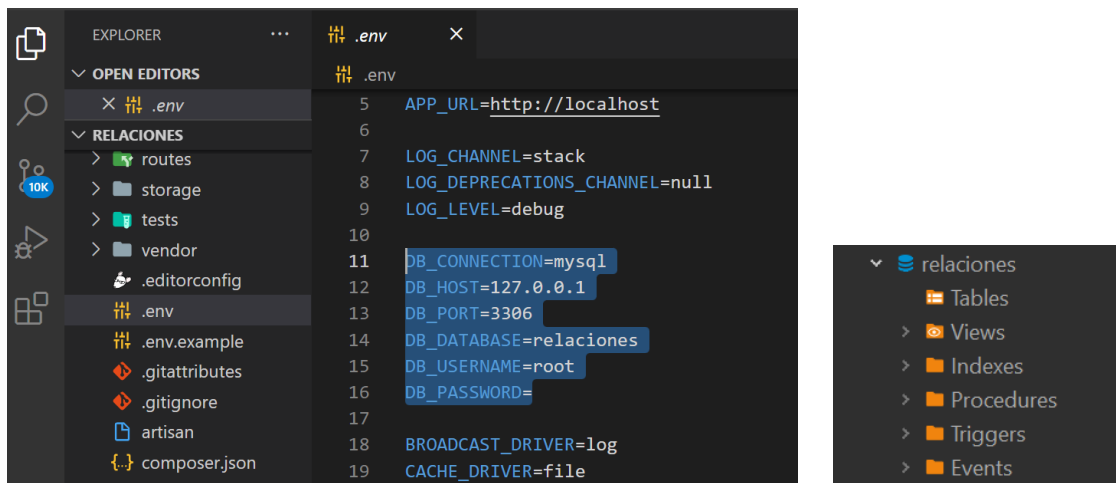 EXPLORER ...
OPEN EDITORS
.env
RELACIONES
routes
storage
tests
vendor
.editorconfig
.env
.env.example
.gitattributes
.gitignore
artisan
{..} composer.json
10K
.env
.env
5 APP_URL=http://localhost
6
7 LOG_CHANNEL=stack
8 LOG_DEPRECATIONS_CHANNEL=null
9 LOG_LEVEL=debug
10
11 DB_CONNECTION=mysql
12 DB_HOST=127.0.0.1
13 DB_PORT=3306
14 DB_DATABASE=relaciones
15 DB_USERNAME=root
16 DB_PASSWORD=
17
18 BROADCAST_DRIVER=log
19 CACHE_DRIVER=file
relaciones
Tables
Views
Indexes
Procedures
Triggers
Events